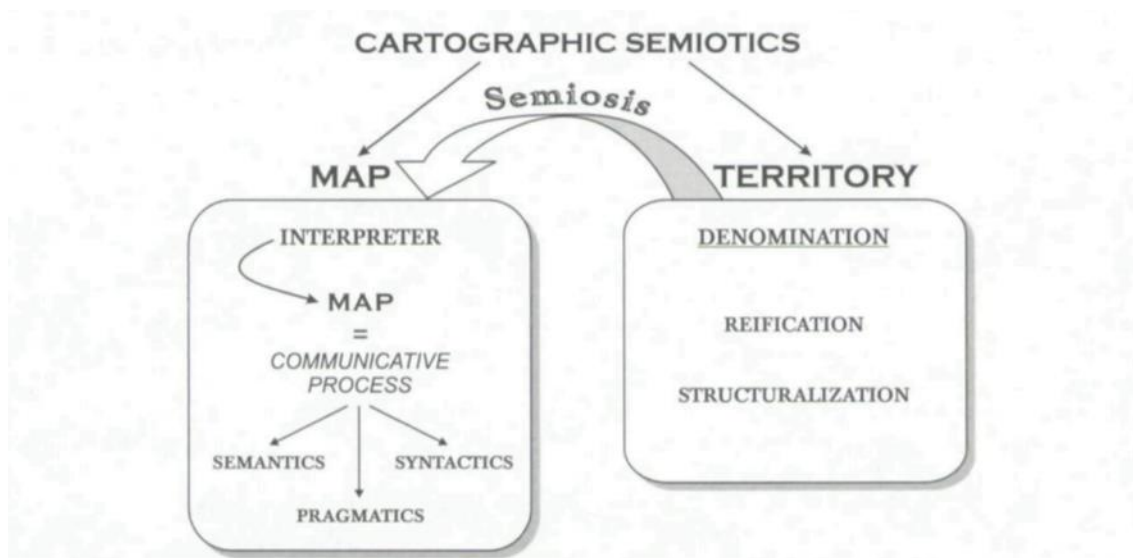 CARTOGRAPHIC SEMIOTICS
Semiosis
MAP
TERRITORY
INTERPRETER
MAP
=
COMMUNICATIVE
PROCESS
SEMANTICS
SYNTACTICS
PRAGMATICS
DENOMINATION
REIFICATION
STRUCTURALIZATION